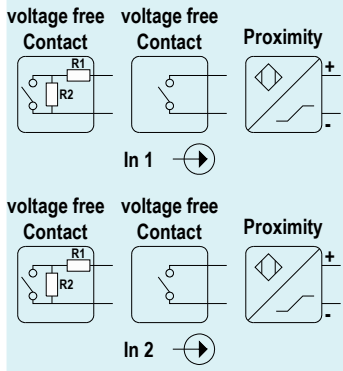 voltage free voltage free
Contact Contact Proximity
R1 +
R2
-
In 1
voltage free voltage free
Contact Contact Proximity
R1 +
R2
-
In 2